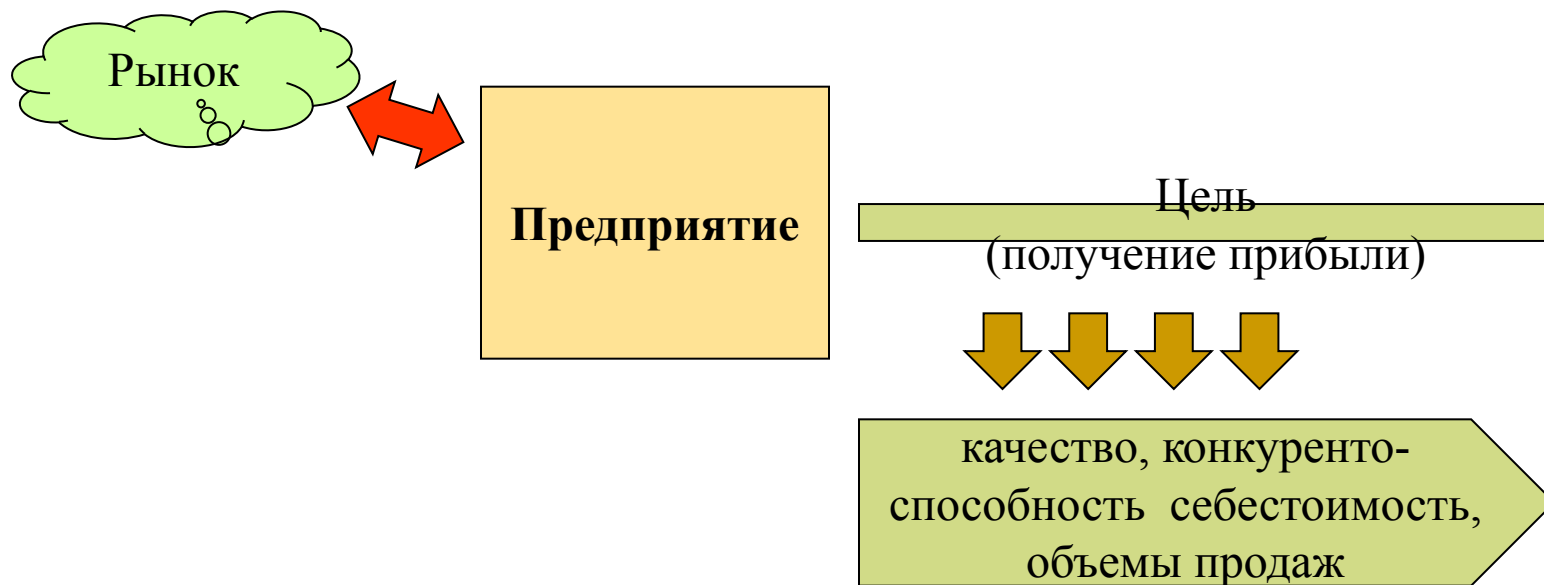 Рынок
Предприятие
Цель
(получение прибыли)
качество, конкуренто-
способность  себестоимость,
объемы продаж